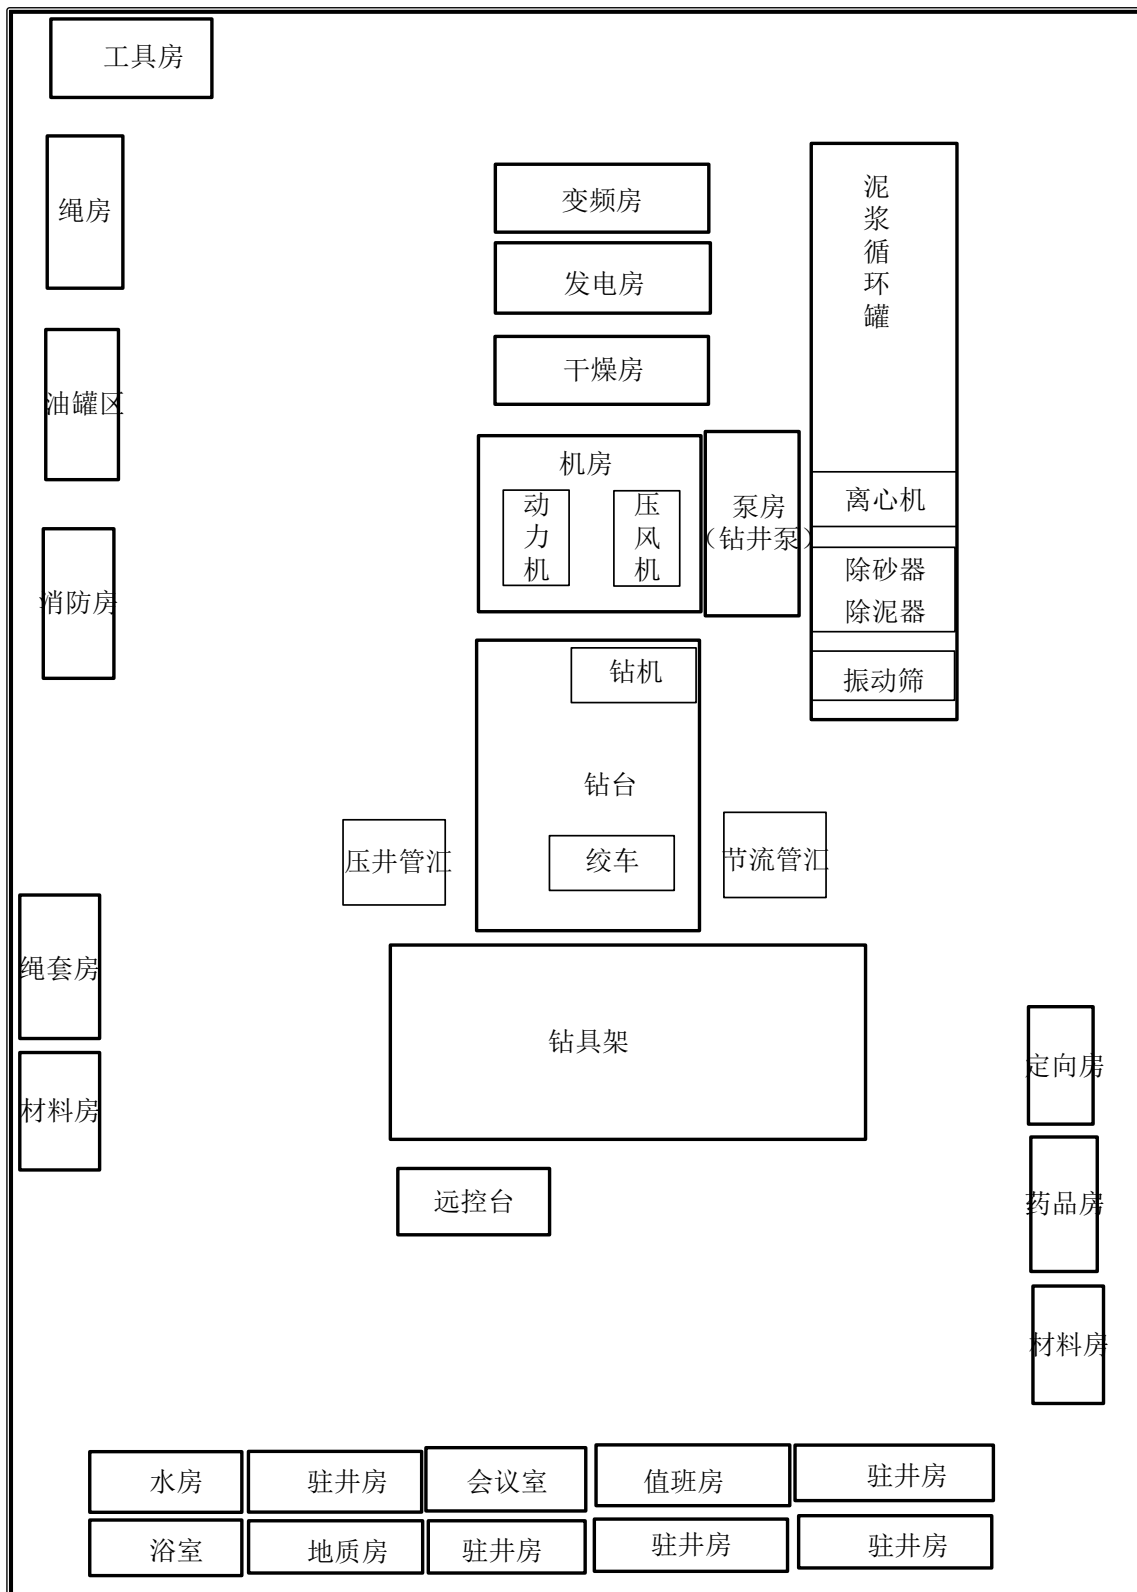 工具房
绳房
变频房
泥
浆
循
环
罐
发电房
干燥房
油罐区
机房
动
力
机
压
风
机
泵房
（钻井泵）
离心机
除砂器
除泥器
振动筛
消防房
钻机
钻台
绞车
压井管汇
节流管汇
绳套房
钻具架
定向房
材料房
远控台
药品房
材料房
水房
驻井房
会议室
值班房
驻井房
浴室
地质房
驻井房
驻井房
驻井房